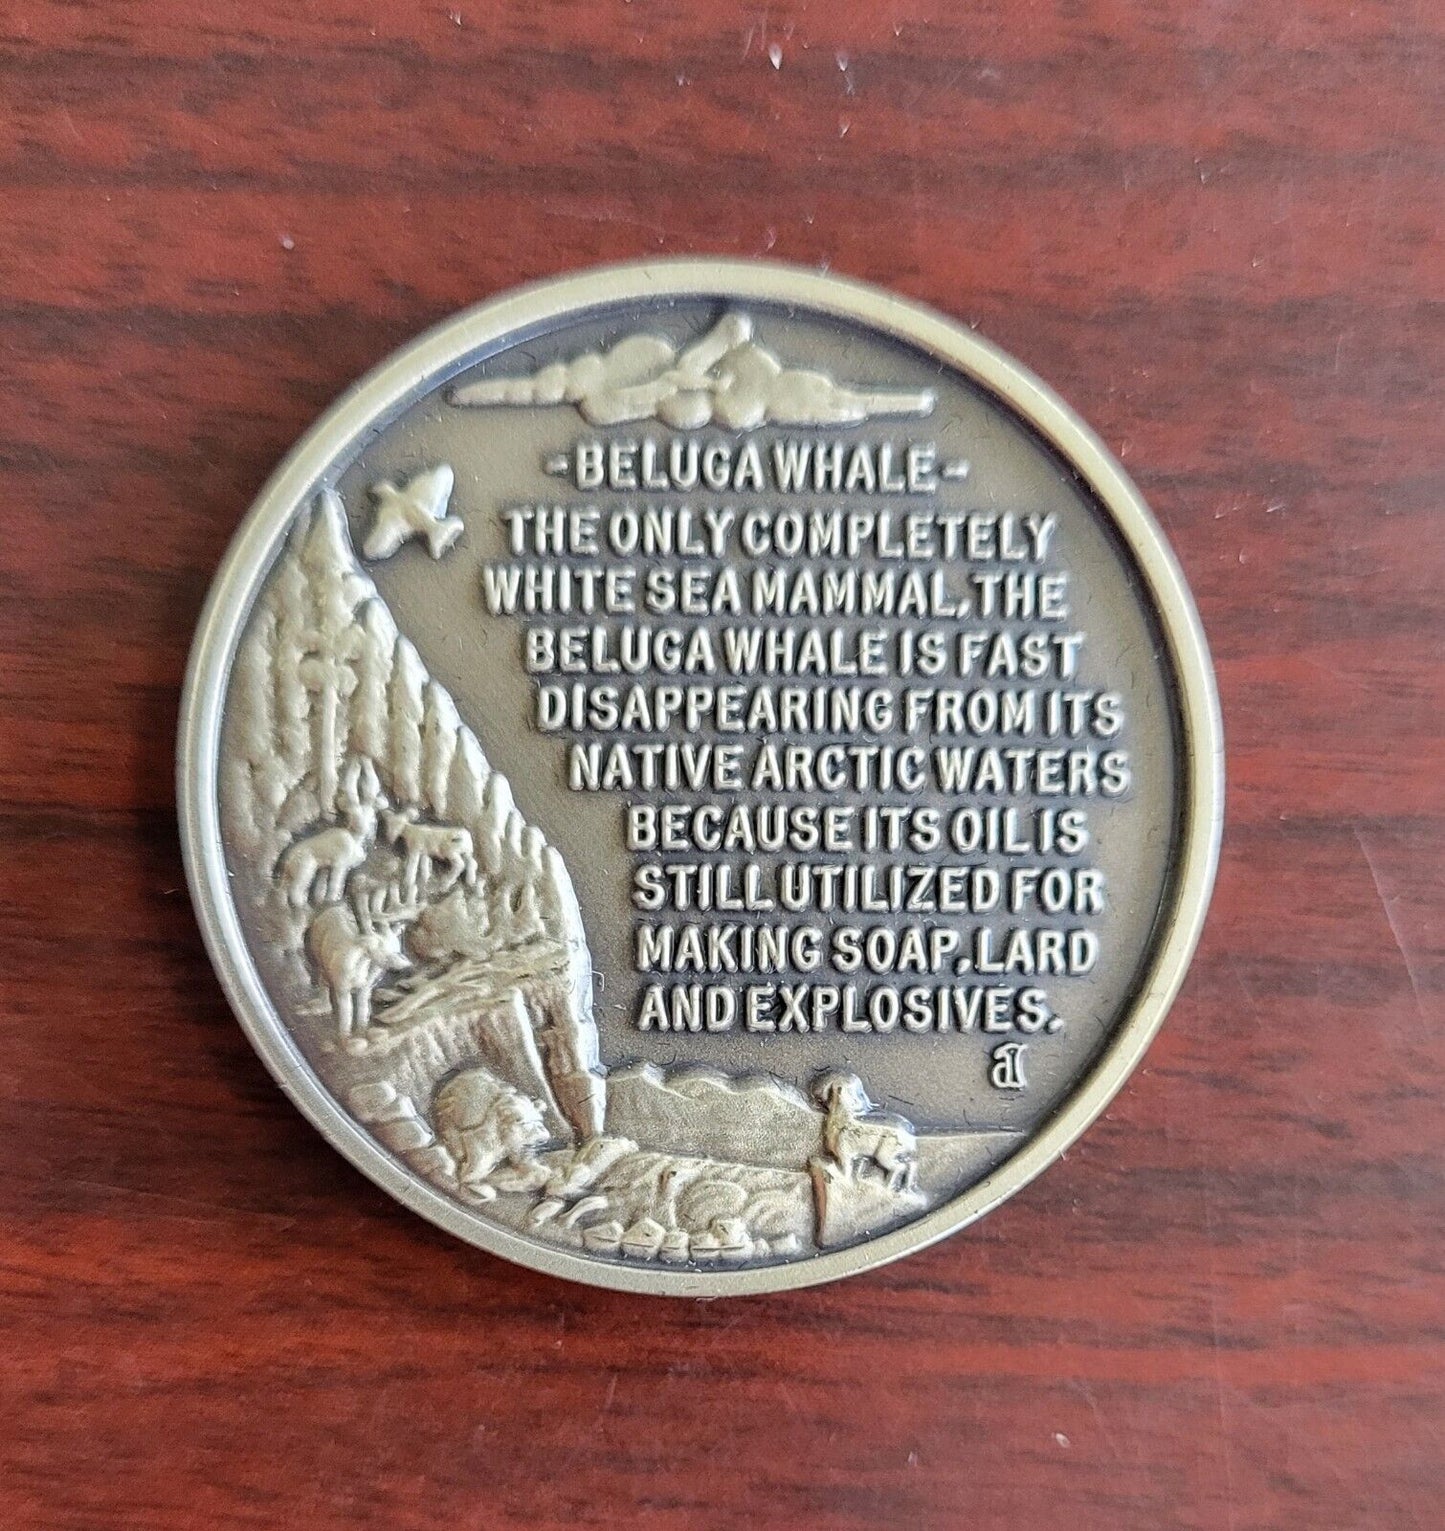 -BELUGA WHALE-
THE ONLY COMPLETELY
WHITE SEA MAMMAL, THE
BELUGA WHALE IS FAST
DISAPPEARING FROM ITS
NATIVE ARCTIC WATERS
BECAUSE ITS OIL IS
STILL UTILIZED FOR
MAKING SOAP, LARD
AND EXPLOSIVES.